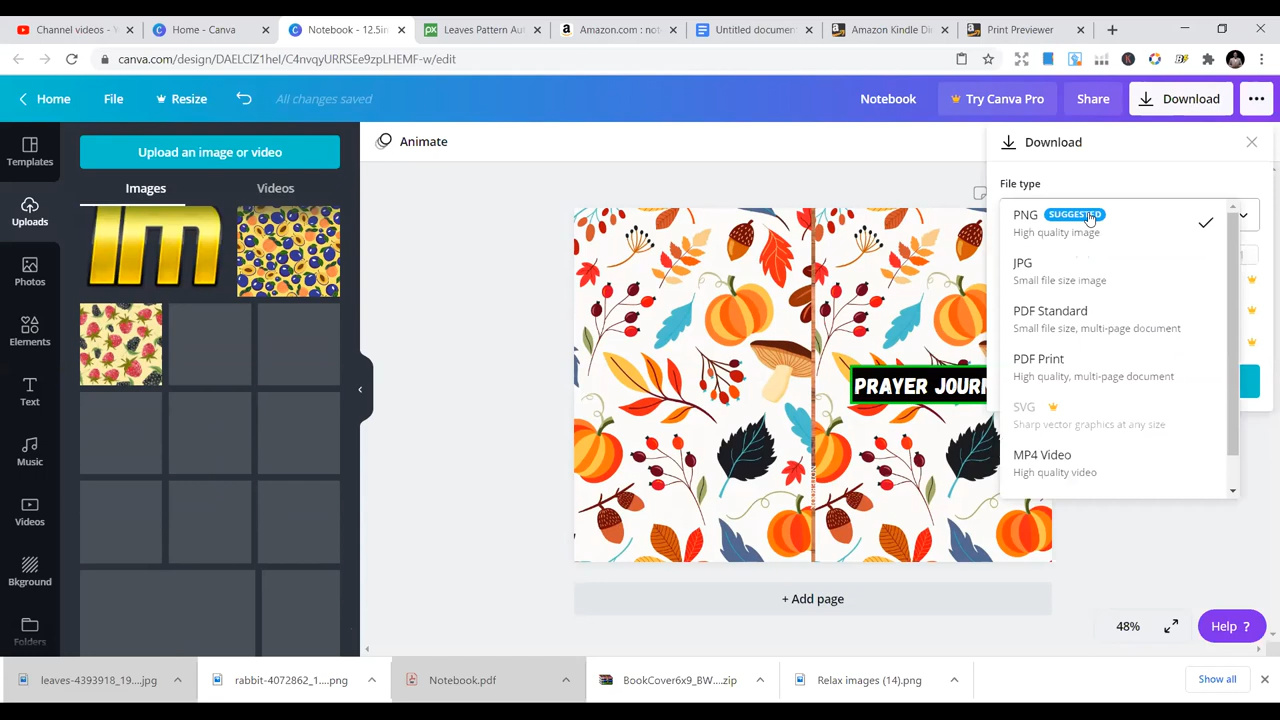 Channel videos - Y
Home - Canva
Notebook - 12.5in
Leaves Pattern Aut
Amazon.com : not
Untitled document
Amazon Kindle Di
Print Previewer
canva.com/design/DAELClZ1heI/C4nvqyURRSEe9zpLHEMF-w/edit
Home
File
Resize
All changes saved
Notebook
Try Canva Pro
Share
Download
Templates
Uploads
Photos
Elements
Text
Music
Videos
Bkground
Folders
Upload an image or video
Images
Videos
IM
Animate
PRAYER JOURN
+ Add page
Download
File type
PNG SUGGESTED
High quality image
JPG
Small file size image
PDF Standard
Small file size, multi-page document
PDF Print
High quality, multi-page document
SVG
Sharp vector graphics at any size
MP4 Video
High quality video
48%
Help ?
leaves-4393918_19....jpg
rabbit-4072862_1....png
Notebook.pdf
BookCover6x9_BW....zip
Relax images (14).png
Show all